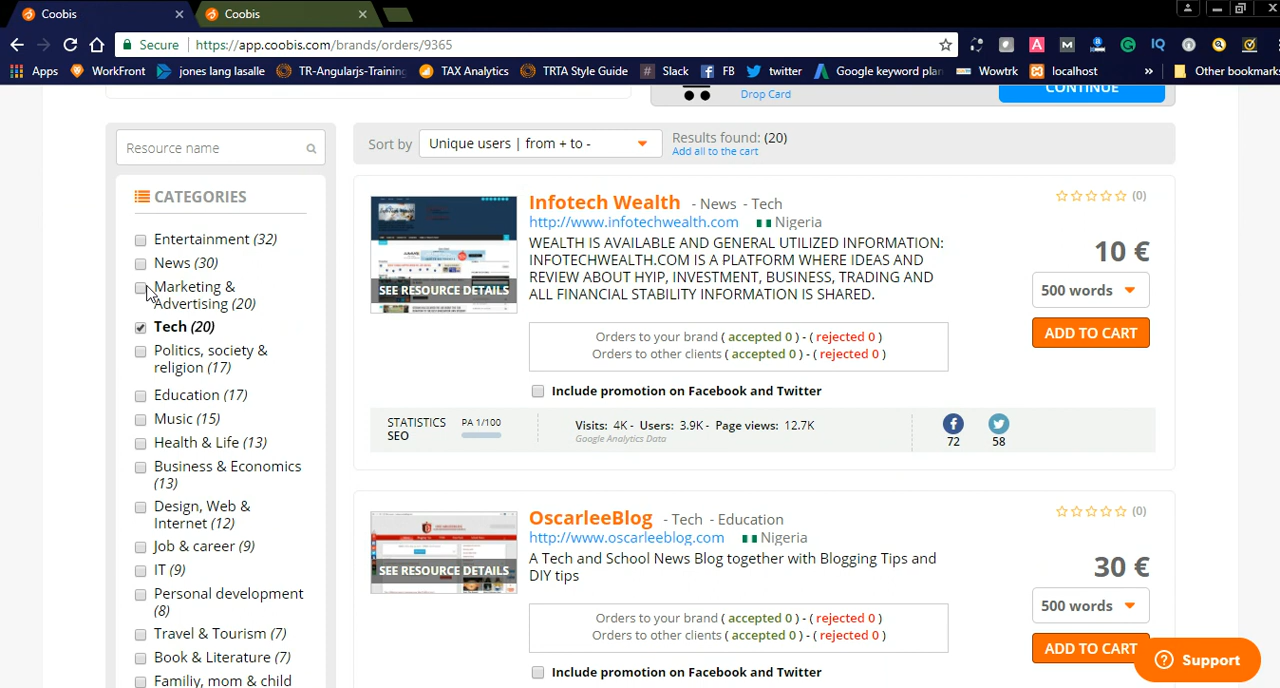 Coobis
Coobis
Secure
https://app.coobis.com/brands/orders/9365
Apps
WorkFront
jones lang lasalle
TR-Angularjs-Training
TAX Analytics
TRTA Style Guide
Slack
FB
twitter
Google keyword plan
Wowtrk
localhost
»
Other bookmarks
Drop Card
CONTINUE
Resource name
CATEGORIES
Entertainment (32)
News (30)
Marketing &
Advertising (20)
Tech (20)
Politics, society &
religion (17)
Education (17)
Music (15)
Health & Life (13)
Business & Economics
(13)
Design, Web &
Internet (12)
Job & career (9)
IT (9)
Personal development
(8)
Travel & Tourism (7)
Book & Literature (7)
Familiy, mom & child
Sort by
Unique users | from + to -
Results found: (20)
Add all to the cart
SEE RESOURCE DETAILS
Infotech Wealth - News - Tech
http://www.infotechwealth.com Nigeria
WEALTH IS AVAILABLE AND GENERAL UTILIZED INFORMATION:
INFOTECHWEALTH.COM IS A PLATFORM WHERE IDEAS AND
REVIEW ABOUT HYIP, INVESTMENT, BUSINESS, TRADING AND
ALL FINANCIAL STABILITY INFORMATION IS SHARED.
Orders to your brand ( accepted 0 ) - ( rejected 0 )
Orders to other clients ( accepted 0 ) - ( rejected 0 )
Include promotion on Facebook and Twitter
(0)
10 €
500 words
ADD TO CART
STATISTICS
SEO
PA 1/100
Visits: 4K - Users: 3.9K - Page views: 12.7K
Google Analytics Data
72
58
SEE RESOURCE DETAILS
OscarleeBlog - Tech - Education
http://www.oscarleeblog.com Nigeria
A Tech and School News Blog together with Blogging Tips and
DIY tips
Orders to your brand ( accepted 0 ) - ( rejected 0 )
Orders to other clients ( accepted 0 ) - ( rejected 0 )
Include promotion on Facebook and Twitter
(0)
30 €
500 words
ADD TO CART
Support